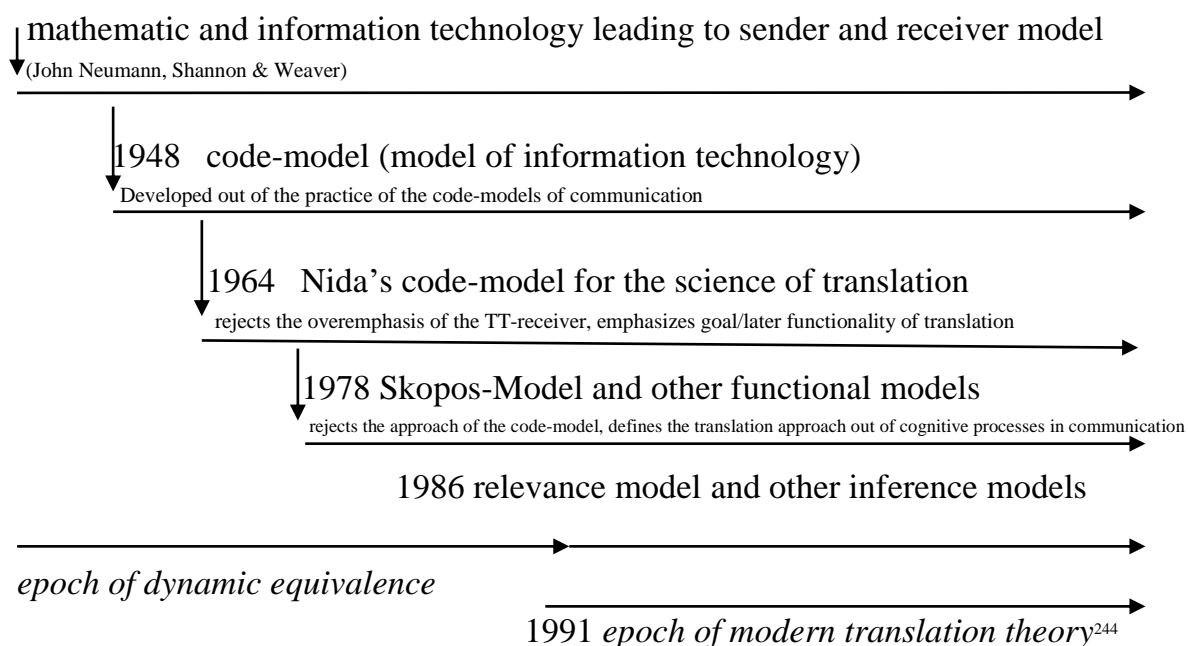 mathematic and information technology leading to sender and receiver model
(John Neumann, Shannon & Weaver)
1948 code-model (model of information technology)
Developed out of the practice of the code-models of communication
1964 Nida's code-model for the science of translation
rejects the overemphasis of the TT-receiver, emphasizes goal/later functionality of translation
1978 Skopos-Model and other functional models
rejects the approach of the code-model, defines the translation approach out of cognitive processes in communication
1986 relevance model and other inference models
epoch of dynamic equivalence
1991 epoch of modern translation theory244